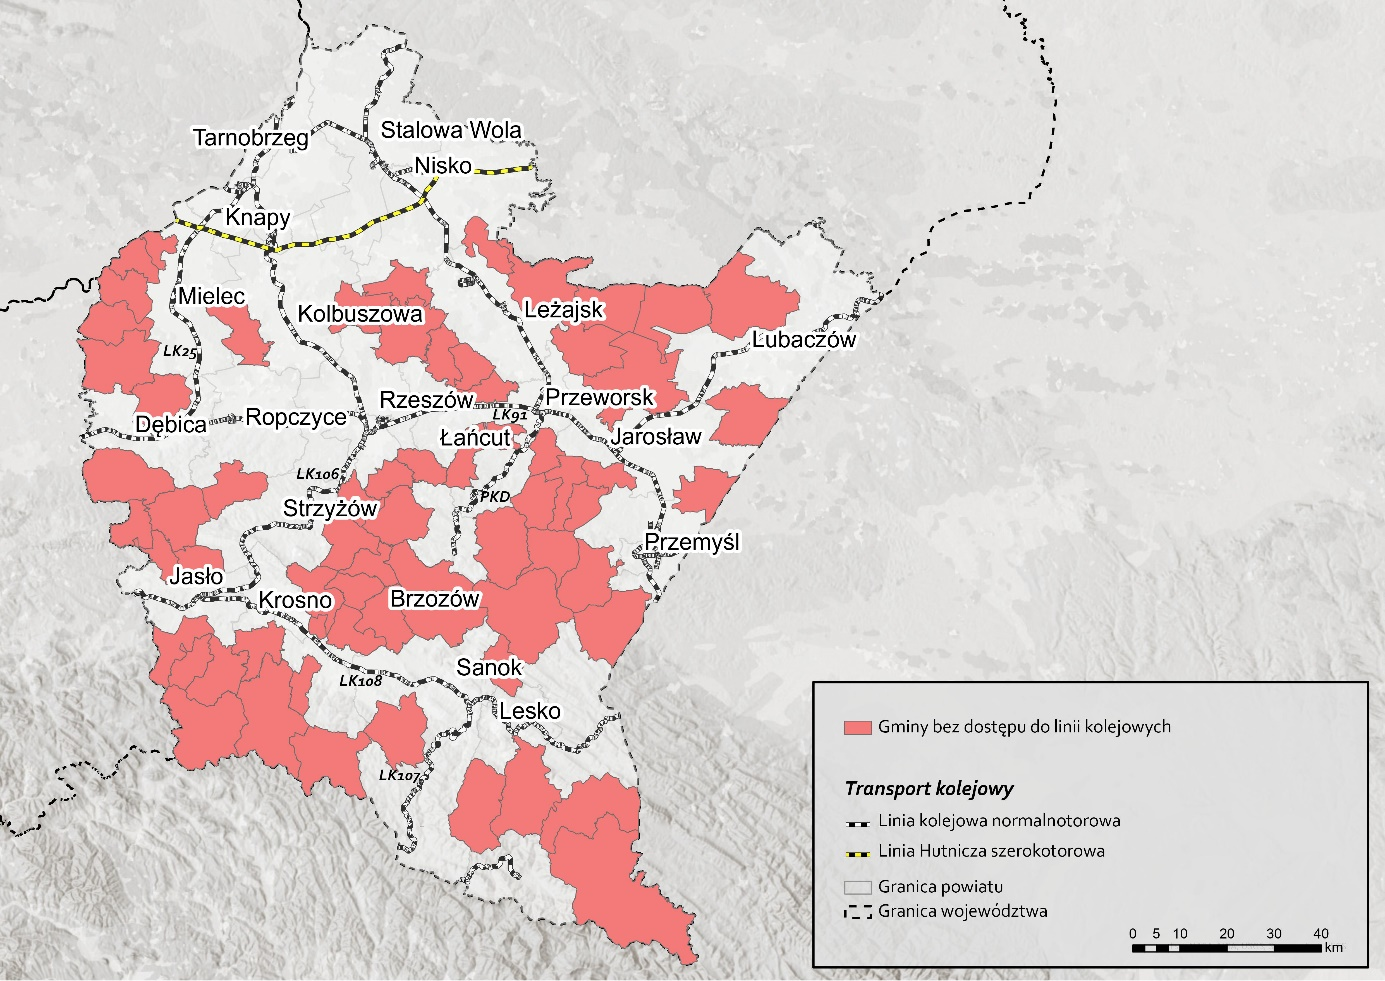 Tarnobrzeg
Stalowa Wola
Nisko
Knapy
Mielec
Kolbuszowa
Leżajsk
LK25
Lubaczów
Rzeszów
Przeworsk
LK91
Dębica
Ropczyce
Łańcut
Jarosław
LK106
PKD
Strzyżów
Przemyśl
Jasło
Krosno
Brzozów
Sanok
LK108
Lesko
LK107
Gminy bez dostępu do linii kolejowych
Transport kolejowy
Linia kolejowa normalnotorowa
Linia Hutnicza szerokotorowa
Granica powiatu
Granica województwa
0 5 10 20 30 40
km